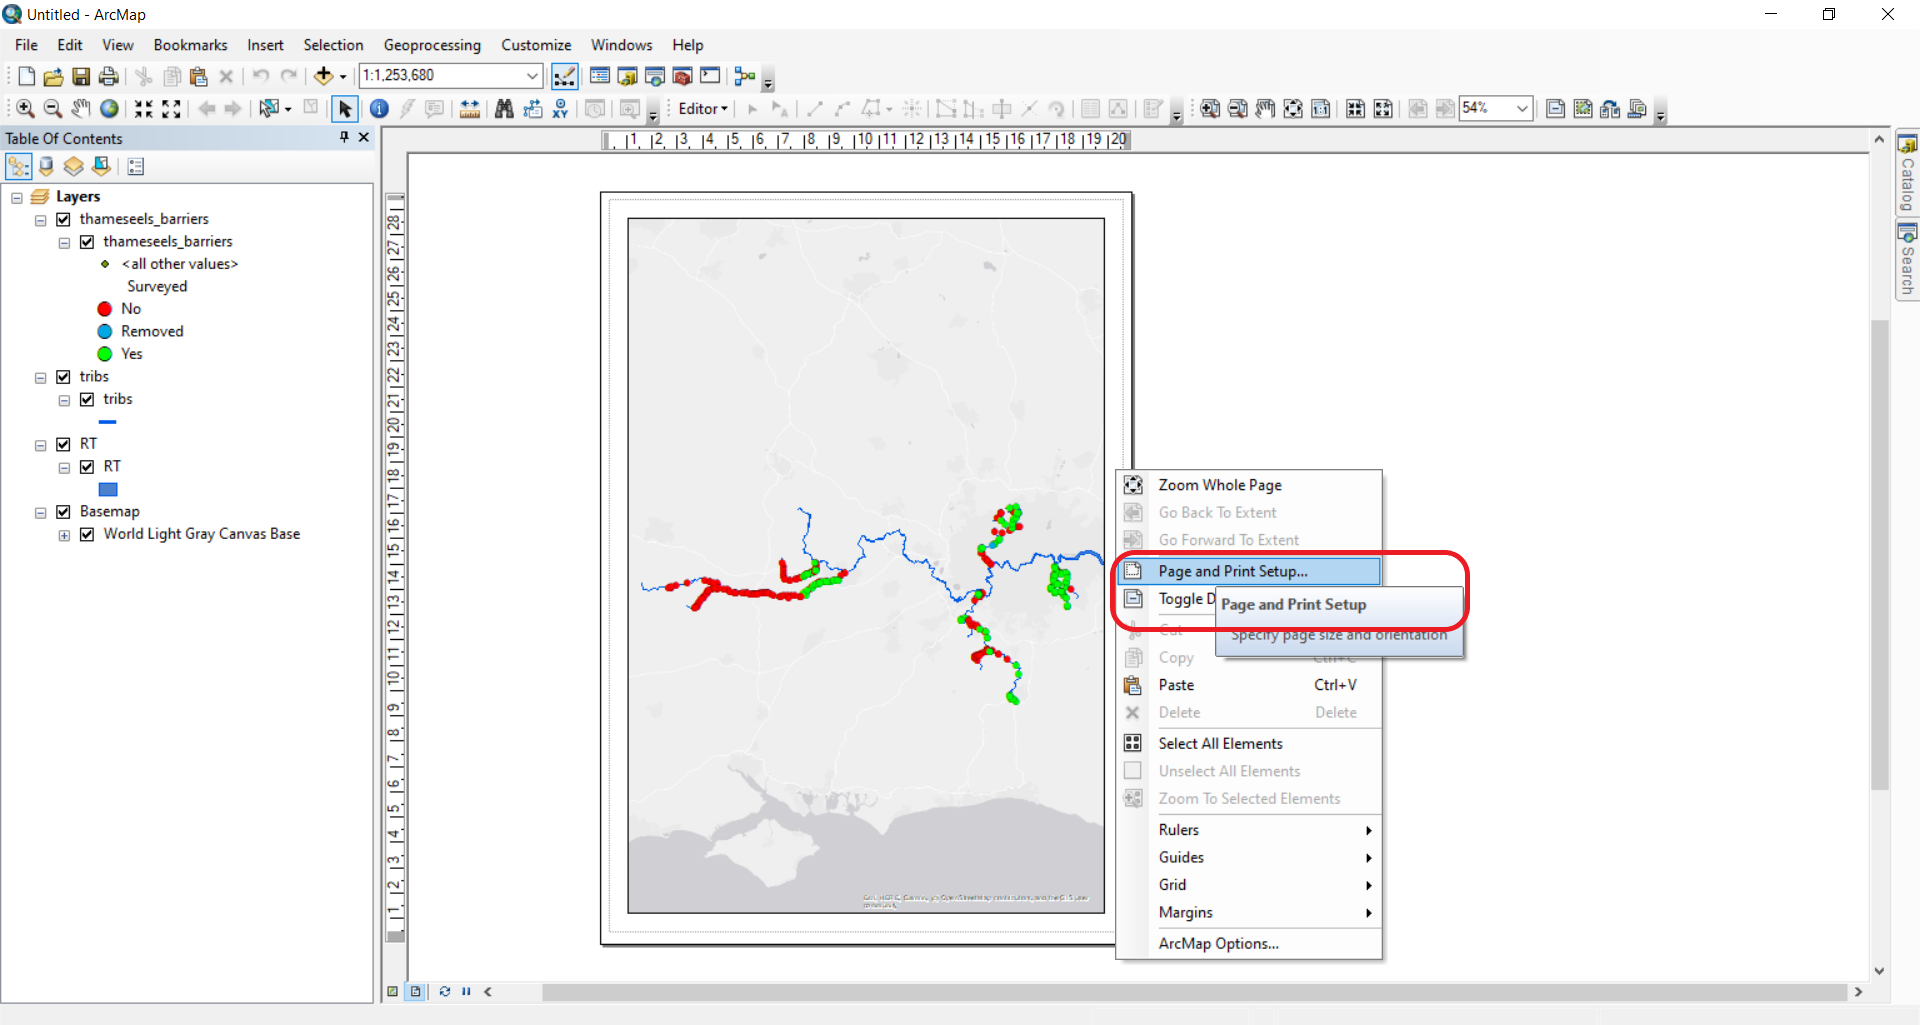 Untitled - ArcMap
File Edit View Bookmarks Insert Selection Geoprocessing Customize Windows Help
1:1,253,680
Editor
54%
Table Of Contents
1 2 3 4 5 6 7 8 9 10 11 12 13 14 15 16 17 18 19 20
Layers
thameseels_barriers
thameseels_barriers
<all other values>
Surveyed
No
Removed
Yes
tribs
tribs
RT
RT
Basemap
World Light Gray Canvas Base
28 27 26 25 24 23 22 21 20 19 18 17 16 15 14 13 12 11 10 9 8 7 6 5 4 3 2 1
Zoom Whole Page
Go Back To Extent
Go Forward To Extent
Page and Print Setup...
Toggle D
Page and Print Setup
Specify page size and orientation
Cut
Copy Ctrl+C
Paste Ctrl+V
Delete Delete
Select All Elements
Unselect All Elements
Zoom To Selected Elements
Rulers
Guides
Grid
Margins
ArcMap Options...
Catalog
Search